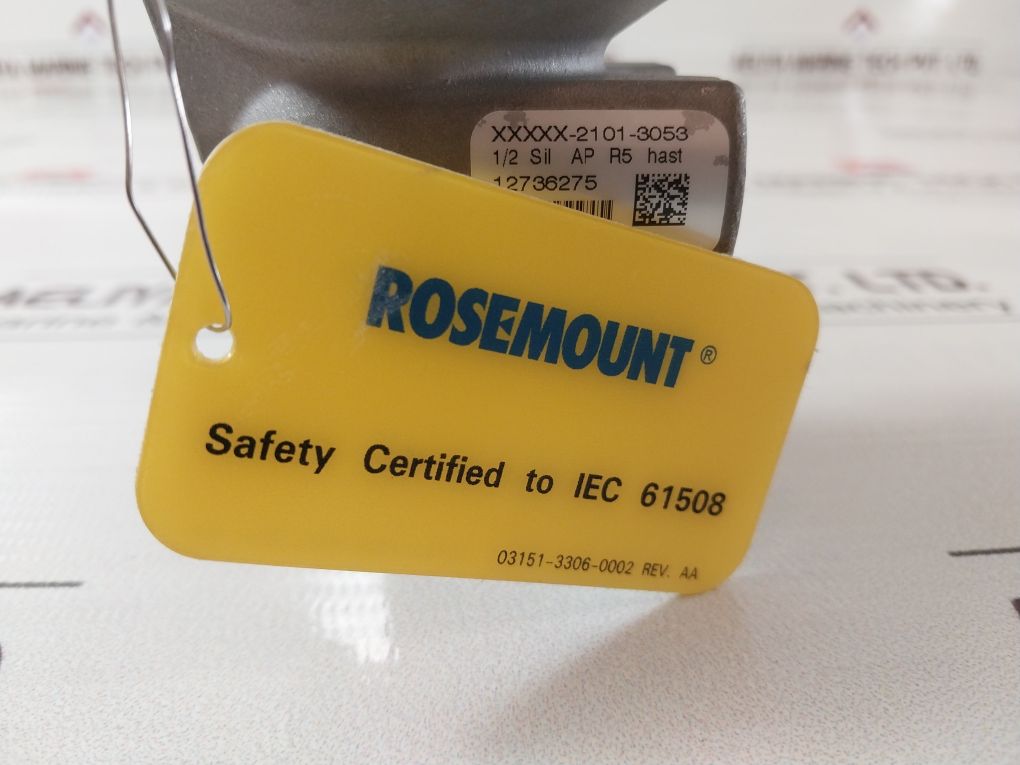 XXXXX-2101-3053
1/2 Sil AP R5 hast
12736275
ROSEMOUNT®
Safety Certified to IEC 61508
03151-3306-0002 REV. AA